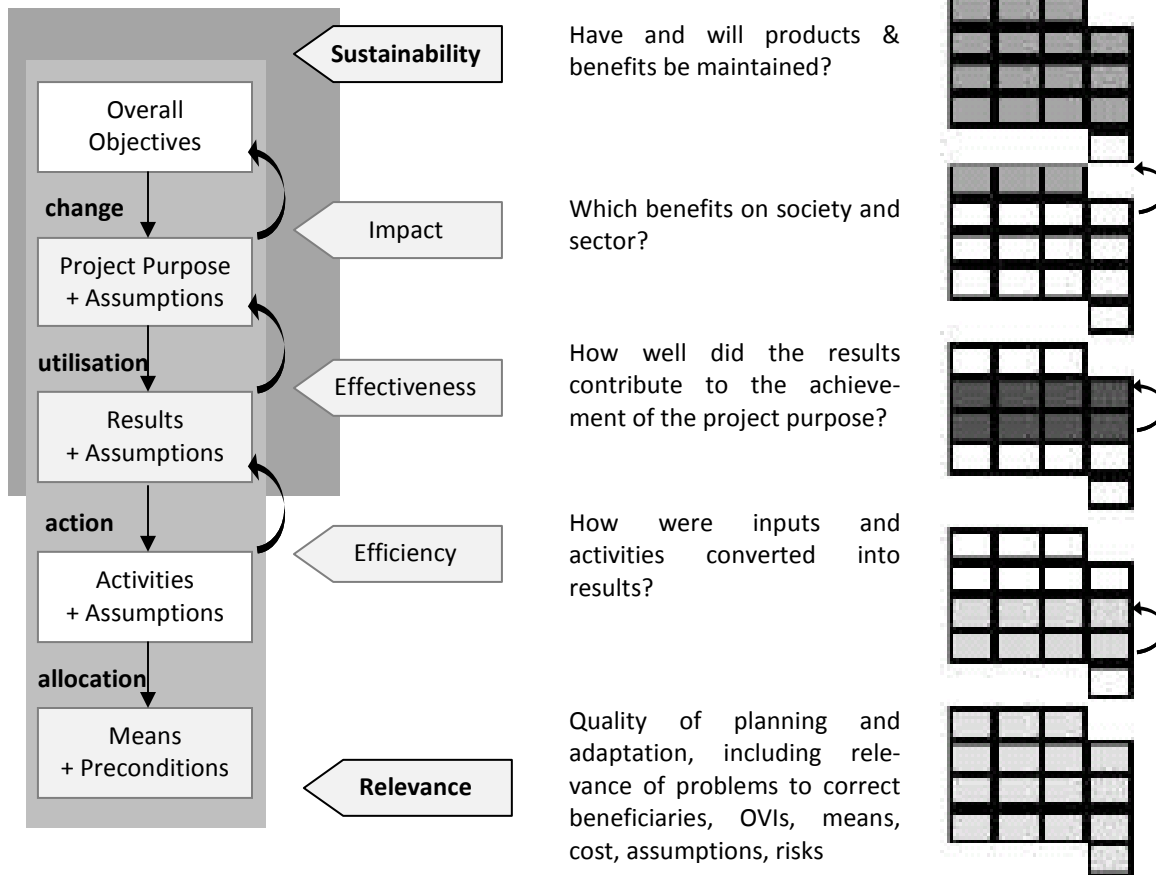 Sustainability
Have and will products &
benefits be maintained?
Overall
Objectives
change
Impact
Which benefits on society and
sector?
Project Purpose
+ Assumptions
utilisation
Effectiveness
How well did the results
contribute to the achieve-
ment of the project purpose?
Results
+ Assumptions
action
Efficiency
How were inputs and
activities converted into
results?
Activities
+ Assumptions
allocation
Means
+ Preconditions
Relevance
Quality of planning and
adaptation, including rele-
vance of problems to correct
beneficiaries, OVIs, means,
cost, assumptions, risks